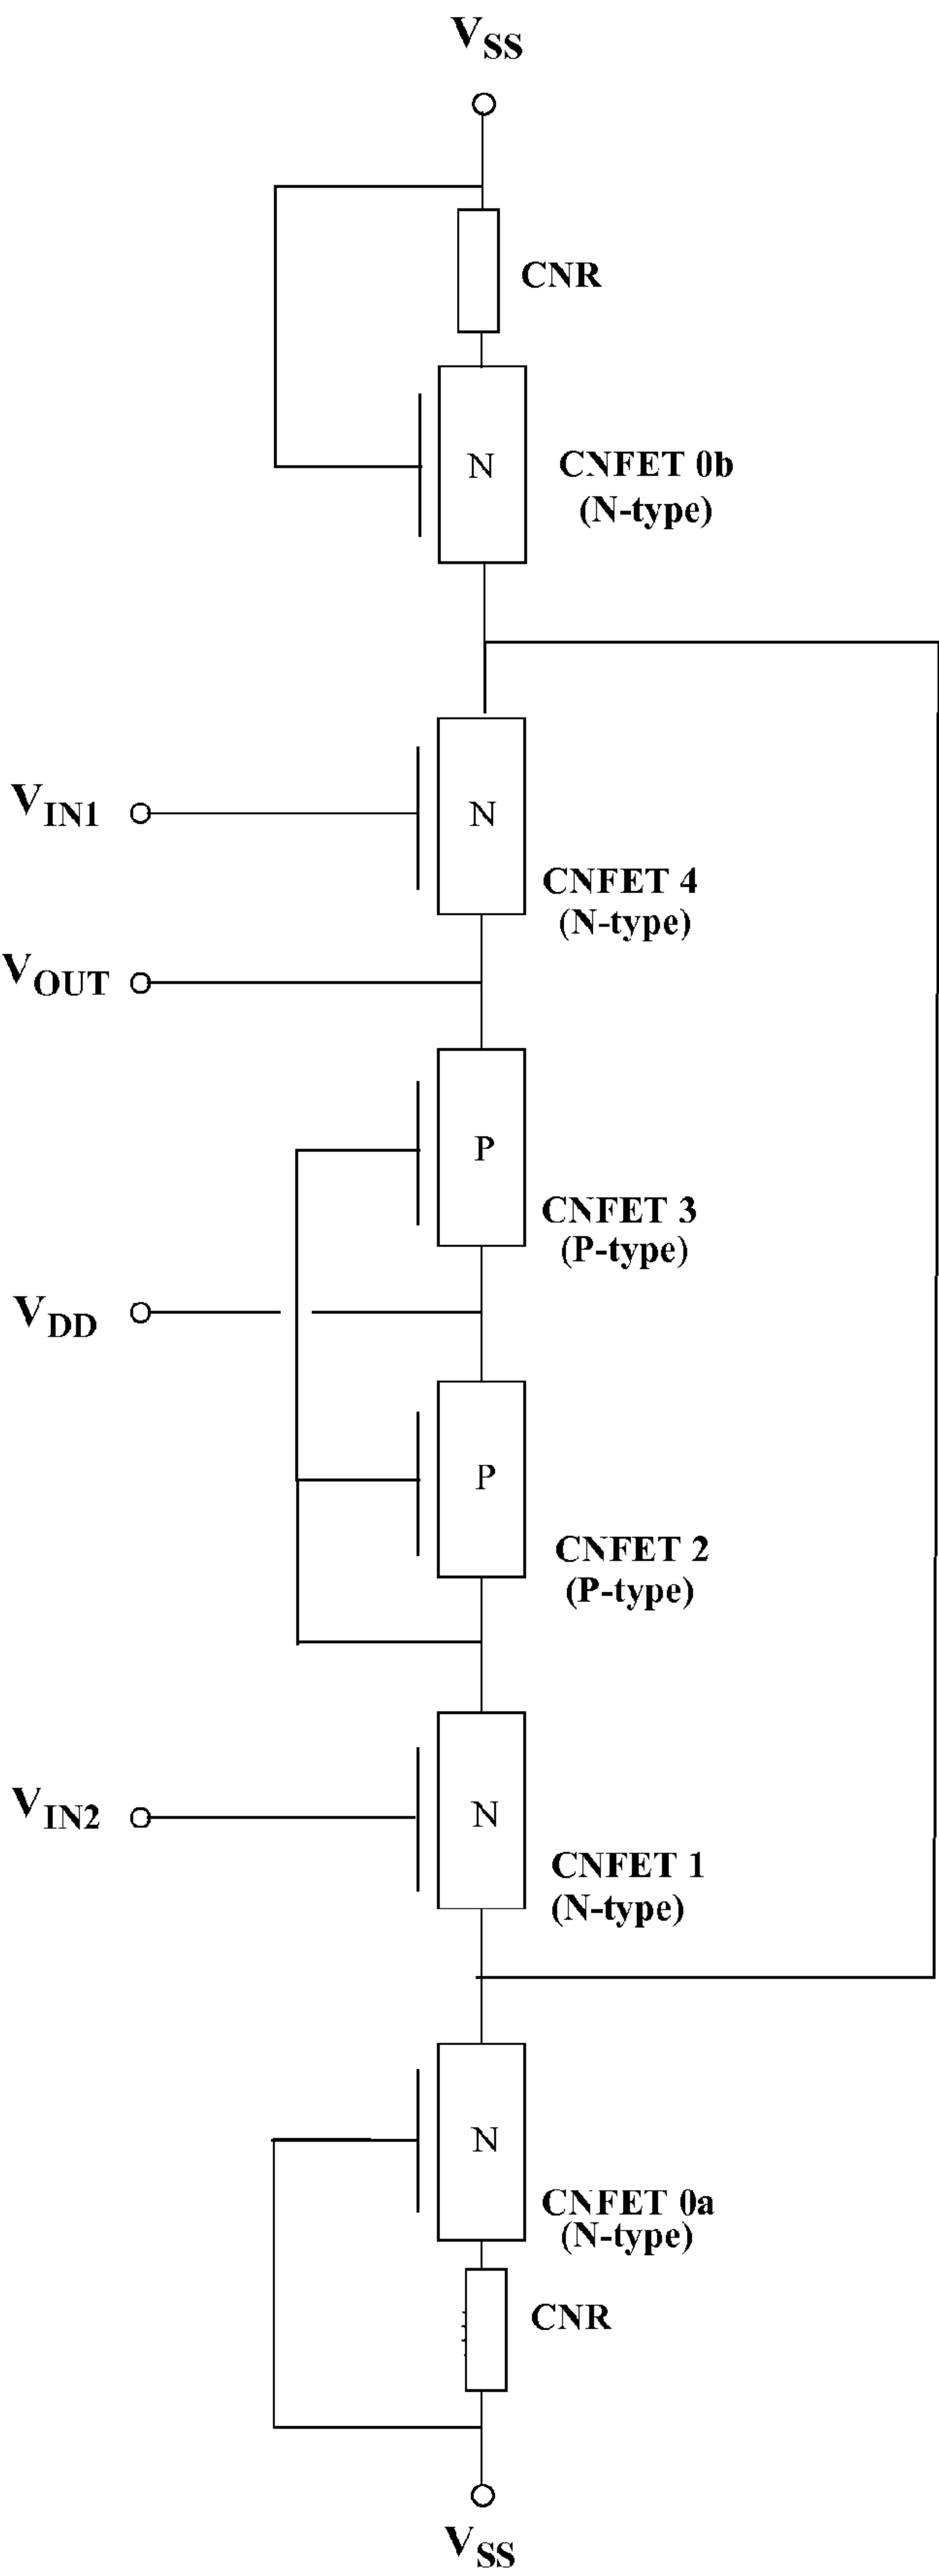 VSS
CNR
N
CNFET 0b
(N-type)
VIN1
N
CNFET 4
(N-type)
VOUT
P
CNFET 3
(P-type)
VDD
P
CNFET 2
(P-type)
VIN2
N
CNFET 1
(N-type)
N
CNFET 0a
(N-type)
CNR
VSS